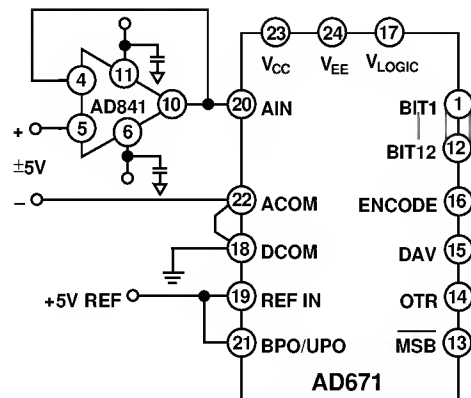 +
23
24
17
VCC
VEE
VLOGIC
4
11
AD841
10
20
AIN
BIT1
1
+
5
6
BIT12
12
±5V
–
22
ACOM
ENCODE
16
18
DCOM
DAV
15
+5V REF
19
REF IN
OTR
14
21
BPO/UPO
MSB
13
AD671